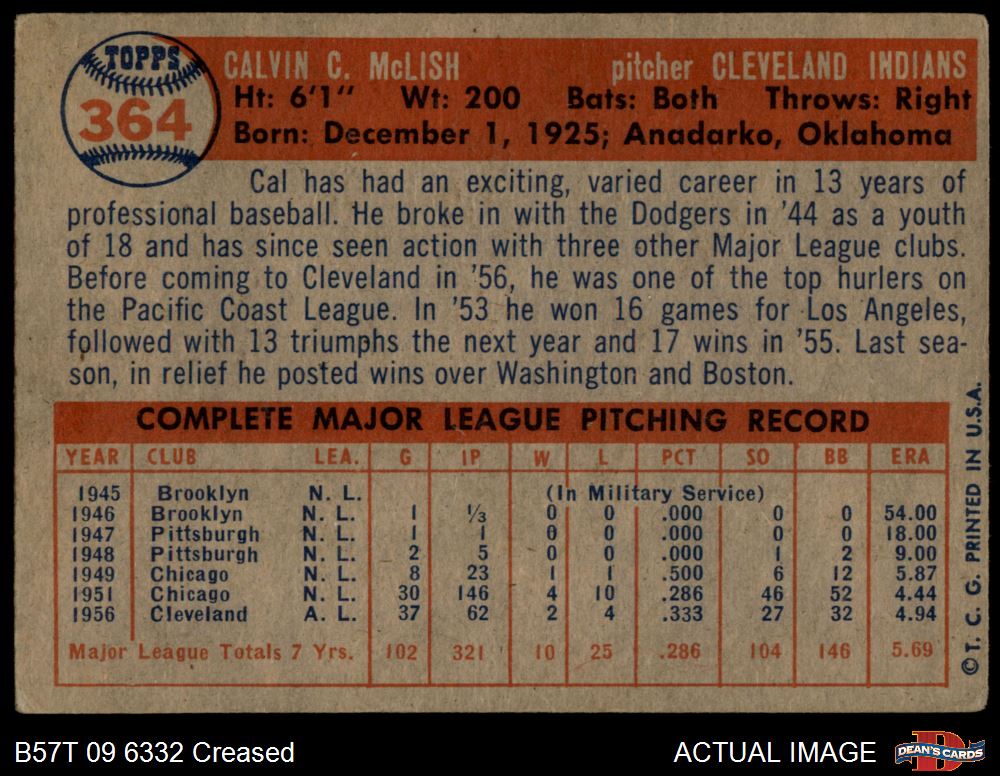 TOPPS
364
CALVIN C. McLISH pitcher CLEVELAND INDIANS
Ht: 6'1" Wt: 200 Bats: Both Throws: Right
Born: December 1, 1925; Anadarko, Oklahoma
Cal has had an exciting, varied career in 13 years of
professional baseball. He broke in with the Dodgers in '44 as a youth
of 18 and has since seen action with three other Major League clubs.
Before coming to Cleveland in '56, he was one of the top hurlers on
the Pacific Coast League. In '53 he won 16 games for Los Angeles,
followed with 13 triumphs the next year and 17 wins in '55. Last sea-
son, in relief he posted wins over Washington and Boston.
COMPLETE MAJOR LEAGUE PITCHING RECORD
YEAR CLUB LEA. G IP W L PCT SO BB ERA
1945 Brooklyn N. L. (In Military Service)
1946 Brooklyn N. L. 1 ⅓ 0 0 .000 0 0 54.00
1947 Pittsburgh N. L. 1 1 0 0 .000 0 0 18.00
1948 Pittsburgh N. L. 2 5 0 0 .000 1 2 9.00
1949 Chicago N. L. 8 23 1 1 .500 6 12 5.87
1951 Chicago N. L. 30 146 4 10 .286 46 52 4.44
1956 Cleveland A. L. 37 62 2 4 .333 27 32 4.94
Major League Totals 7 Yrs. 102 321 10 25 .286 104 146 5.69
© T. C. G. PRINTED IN U.S.A.
B57T 09 6332 Creased
ACTUAL IMAGE
D
DEAN'S CARDS